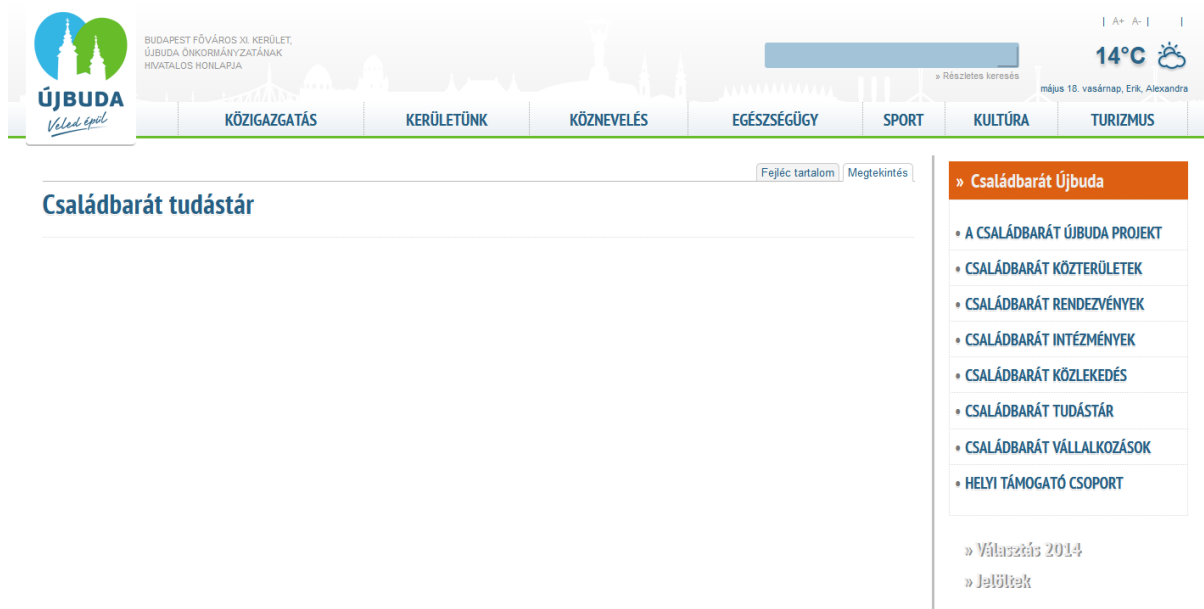 ÚJBUDA
Veled épül
BUDAPEST FŐVÁROS XI. KERÜLET,
ÚJBUDA ÖNKORMÁNYZATÁNAK
HIVATALOS HONLAPJA
| A+ A- | |
14°C
» Részletes keresés
május 18. vasárnap, Erik, Alexandra
KÖZIGAZGATÁS KERÜLETÜNK KÖZNEVELÉS EGÉSZSÉGÜGY SPORT KULTÚRA TURIZMUS
Fejléc tartalom Megtekintés
Családbarát tudástár
» Családbarát Újbuda
• A CSALÁDBARÁT ÚJBUDA PROJEKT
• CSALÁDBARÁT KÖZTERÜLETEK
• CSALÁDBARÁT RENDEZVÉNYEK
• CSALÁDBARÁT INTÉZMÉNYEK
• CSALÁDBARÁT KÖZLEKEDÉS
• CSALÁDBARÁT TUDÁSTÁR
• CSALÁDBARÁT VÁLLALKOZÁSOK
• HELYI TÁMOGATÓ CSOPORT
» Választás 2014
» Jelöltek